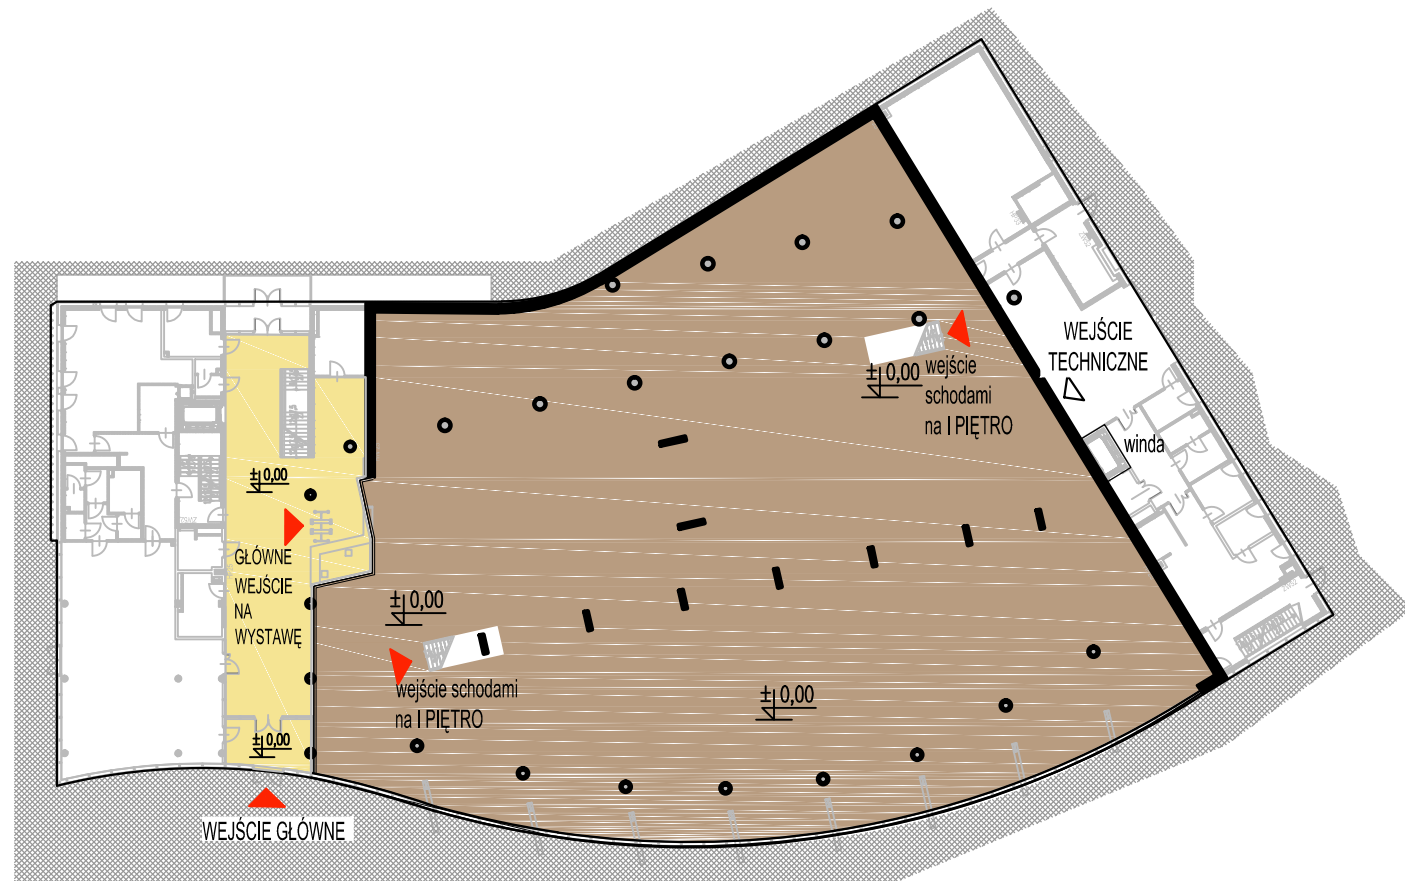 WEJŚCIE
TECHNICZNE
±0,00
wejście
schodami
na I PIĘTRO
winda
±0,00
GŁÓWNE
WEJŚCIE
NA
WYSTAWĘ
±0,00
wejście schodami
na I PIĘTRO
±0,00
±0,00
WEJŚCIE GŁÓWNE